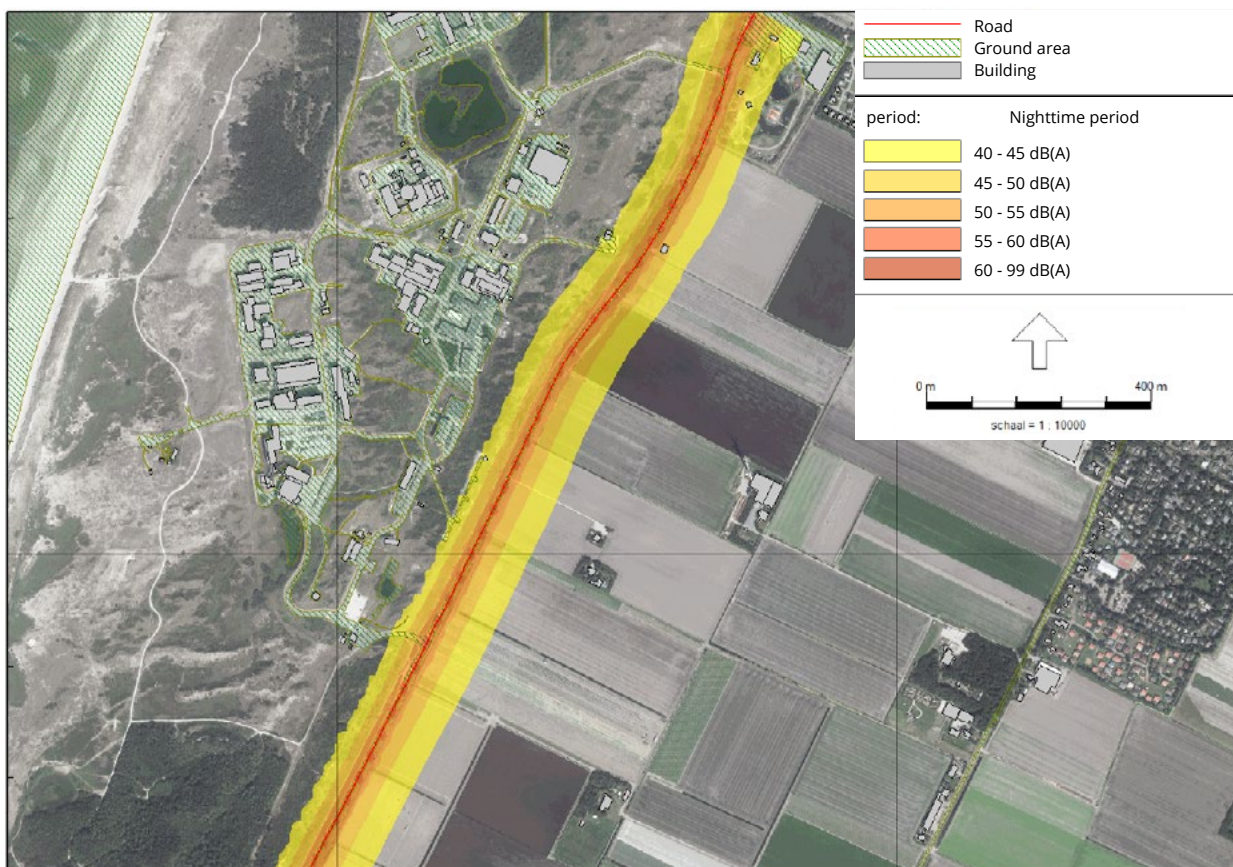 Road
Ground area
Building
period: Nighttime period
40 - 45 dB(A)
45 - 50 dB(A)
50 - 55 dB(A)
55 - 60 dB(A)
60 - 99 dB(A)
0 m 400 m
schaal = 1 : 10000